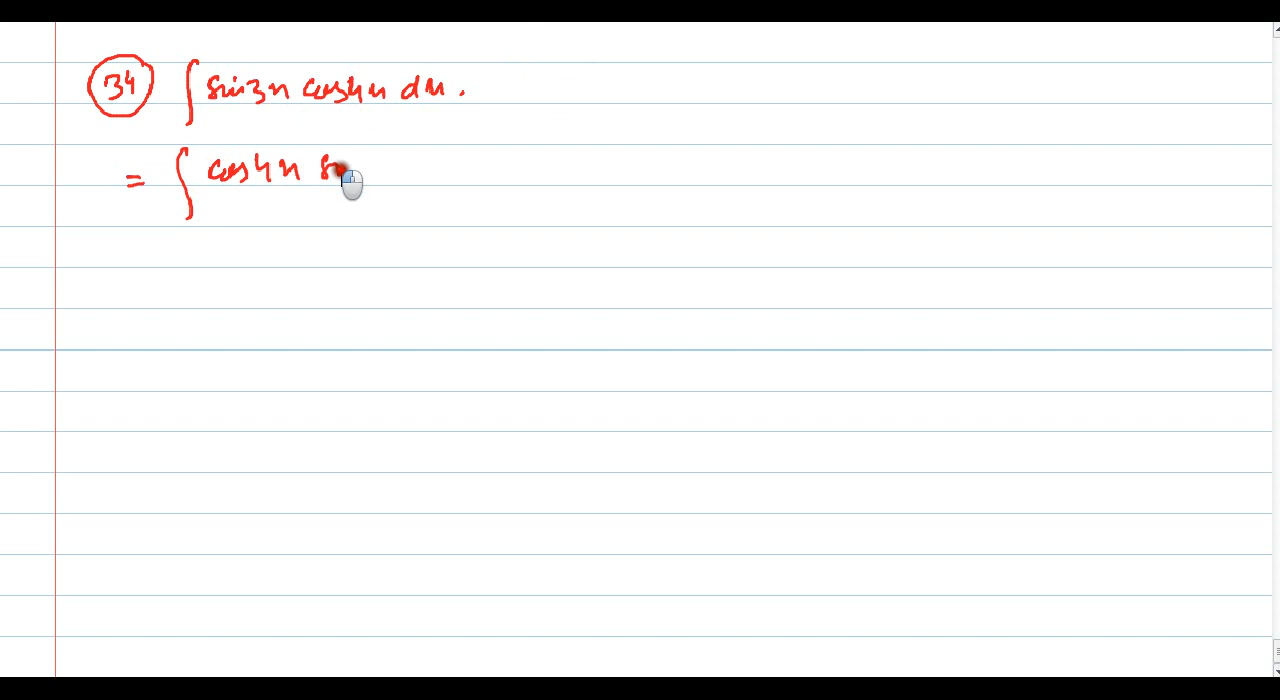 34 ∫ sin3x cos4x dx.
= ∫ cos4x s